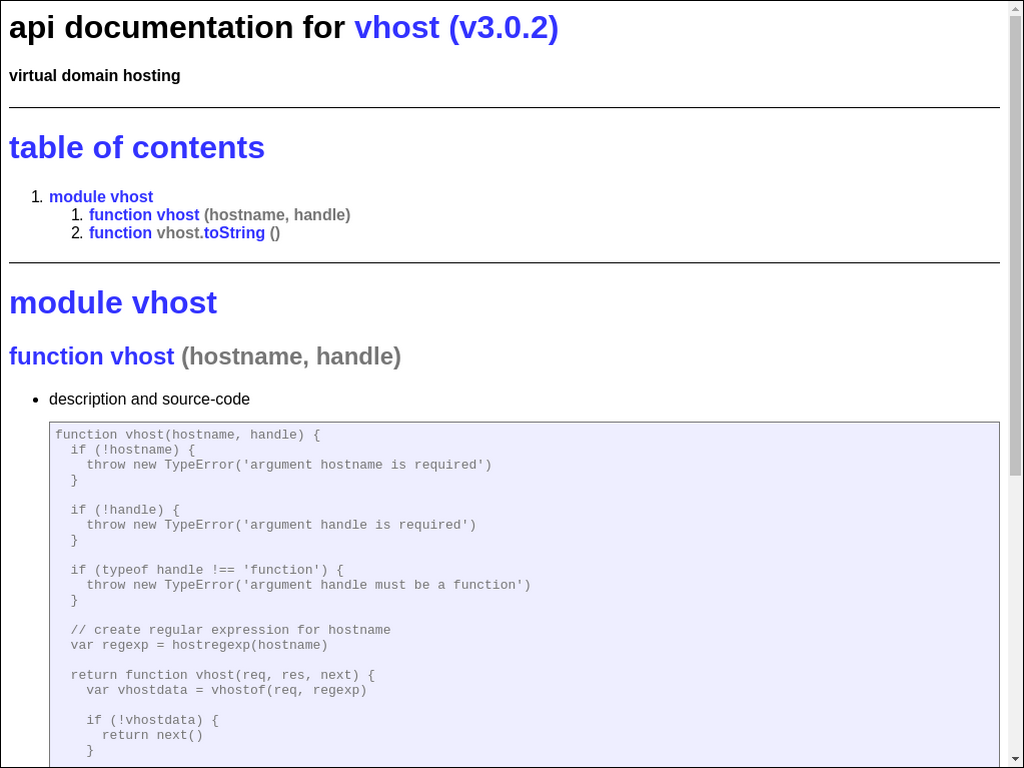 api documentation for vhost (v3.0.2)
virtual domain hosting
table of contents
1. module vhost
1. function vhost (hostname, handle)
2. function vhost.toString ()
module vhost
function vhost (hostname, handle)
• description and source-code
function vhost(hostname, handle) {
  if (!hostname) {
    throw new TypeError('argument hostname is required')
  }

  if (!handle) {
    throw new TypeError('argument handle is required')
  }

  if (typeof handle !== 'function') {
    throw new TypeError('argument handle must be a function')
  }

  // create regular expression for hostname
  var regexp = hostregexp(hostname)

  return function vhost(req, res, next) {
    var vhostdata = vhostof(req, regexp)

    if (!vhostdata) {
      return next()
    }